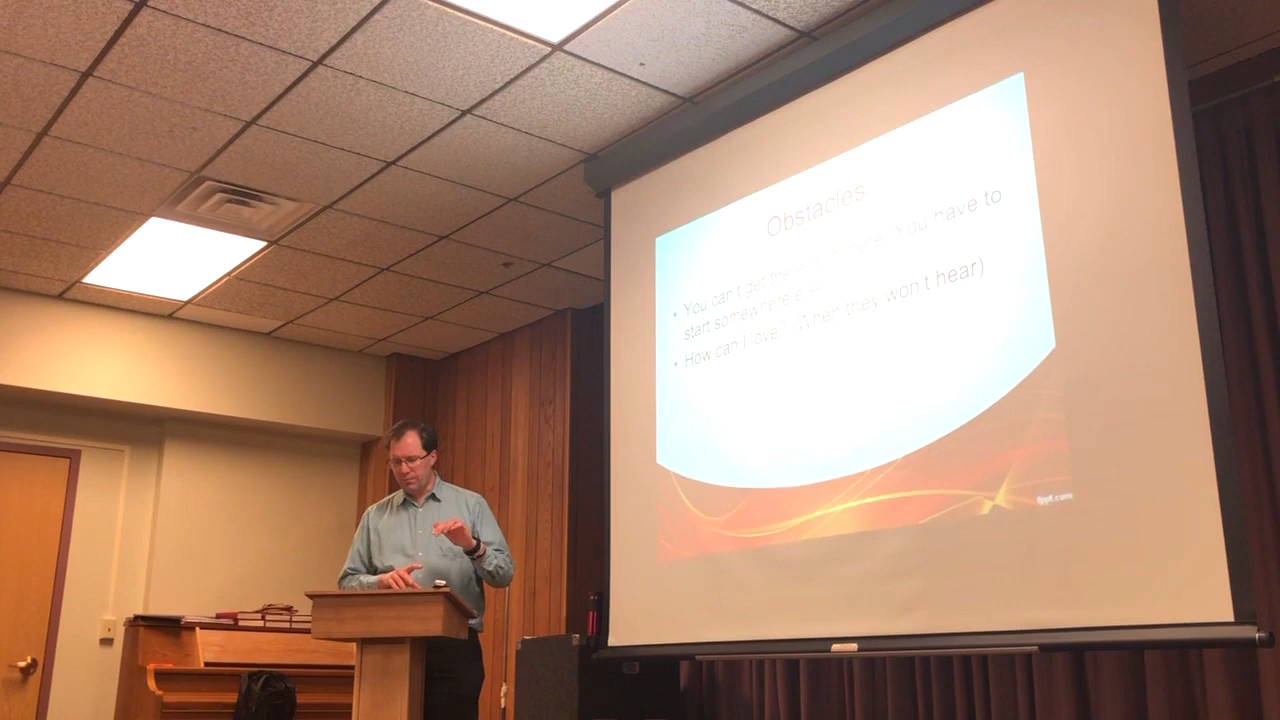 Obstacles
• You can't get there from here. You have to
start somewhere
• How can I love? (When they won't hear)
fppt.com